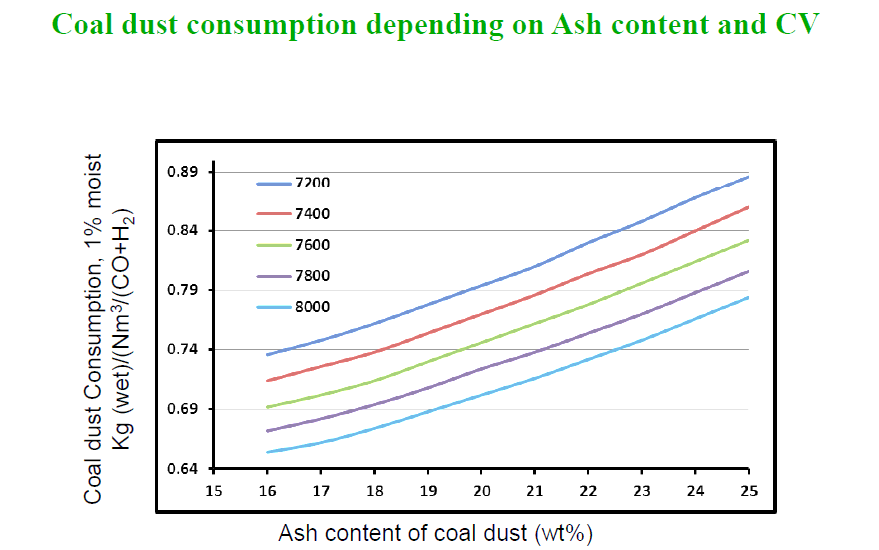 Coal dust consumption depending on Ash content and CV
Coal dust Consumption, 1% moist
Kg (wet)/(Nm³/(CO+H₂)
0.89
0.84
0.79
0.74
0.69
0.64
7200
7400
7600
7800
8000
15 16 17 18 19 20 21 22 23 24 25
Ash content of coal dust (wt%)